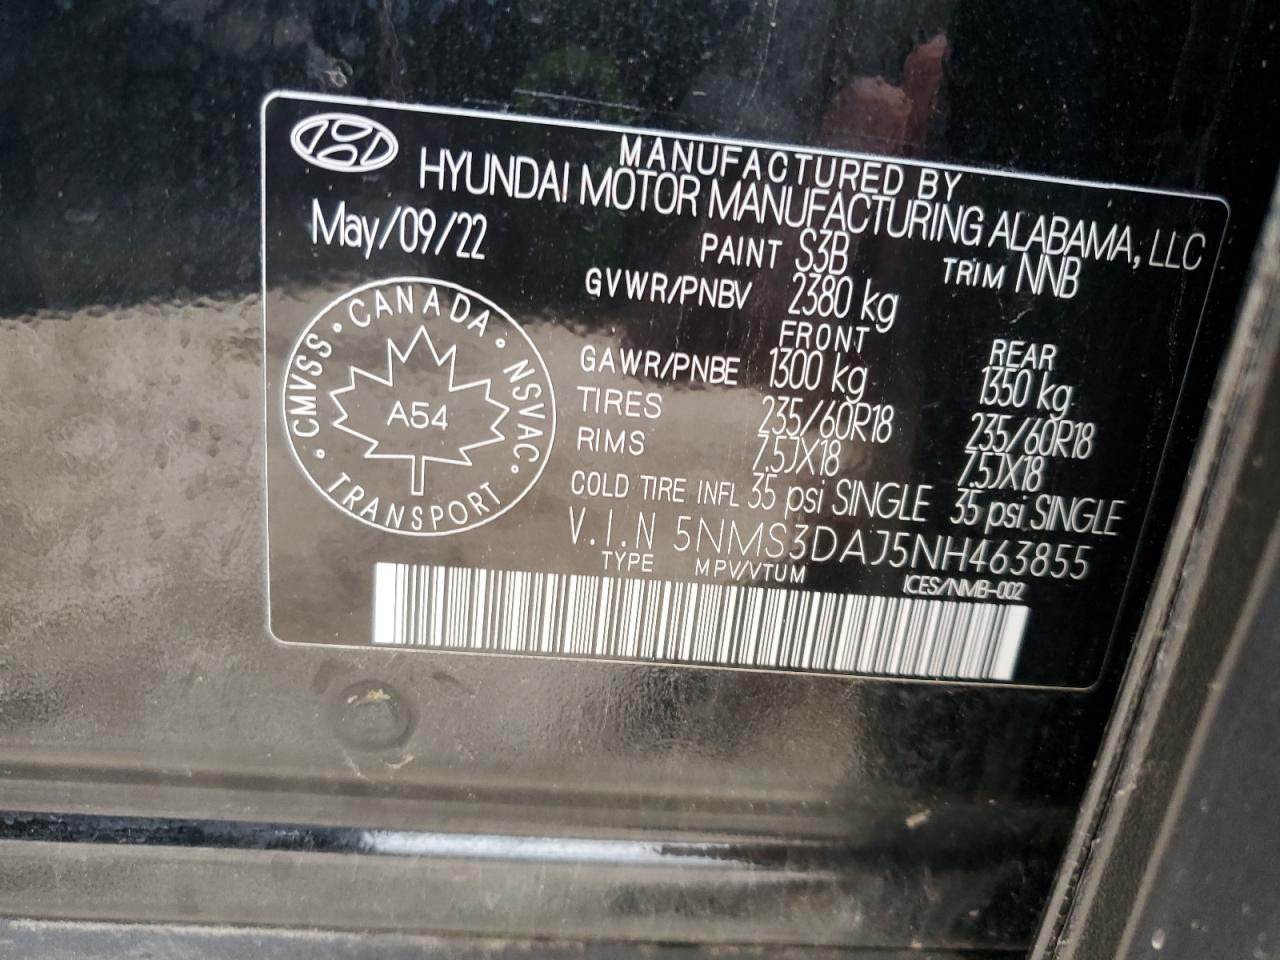 MANUFACTURED BY
HYUNDAI MOTOR MANUFACTURING ALABAMA, LLC
May/09/22
PAINT S3B TRIM NNB
GVWR/PNBV 2380 kg
FRONT REAR
GAWR/PNBE 1300 kg 1350 kg
TIRES 235/60R18 235/60R18
RIMS 7.5JX18 7.5JX18
COLD TIRE INFL 35 psi SINGLE 35 psi SINGLE
V.I.N 5NMS3DAJ5NH463855
TYPE MPV/VTUM
ICES/NMB-002
CMVSS • CANADA • NSVAC •
TRANSPORT
A54